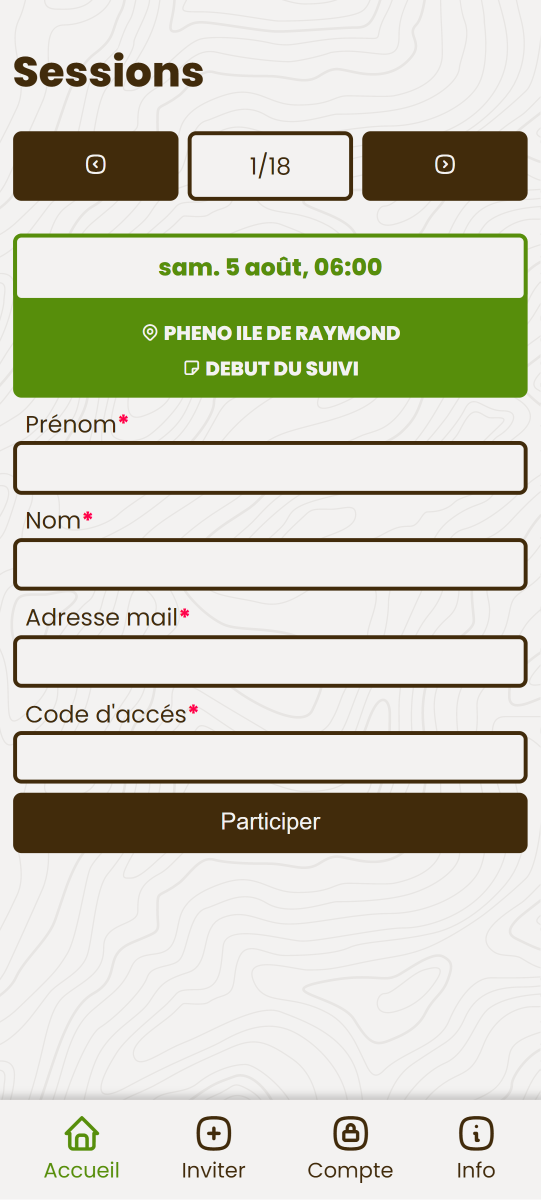 Sessions
1/18
sam. 5 août, 06:00
PHENO ILE DE RAYMOND
DEBUT DU SUIVI
Prénom*
Nom*
Adresse mail*
Code d'accés*
Participer
Accueil Inviter Compte Info